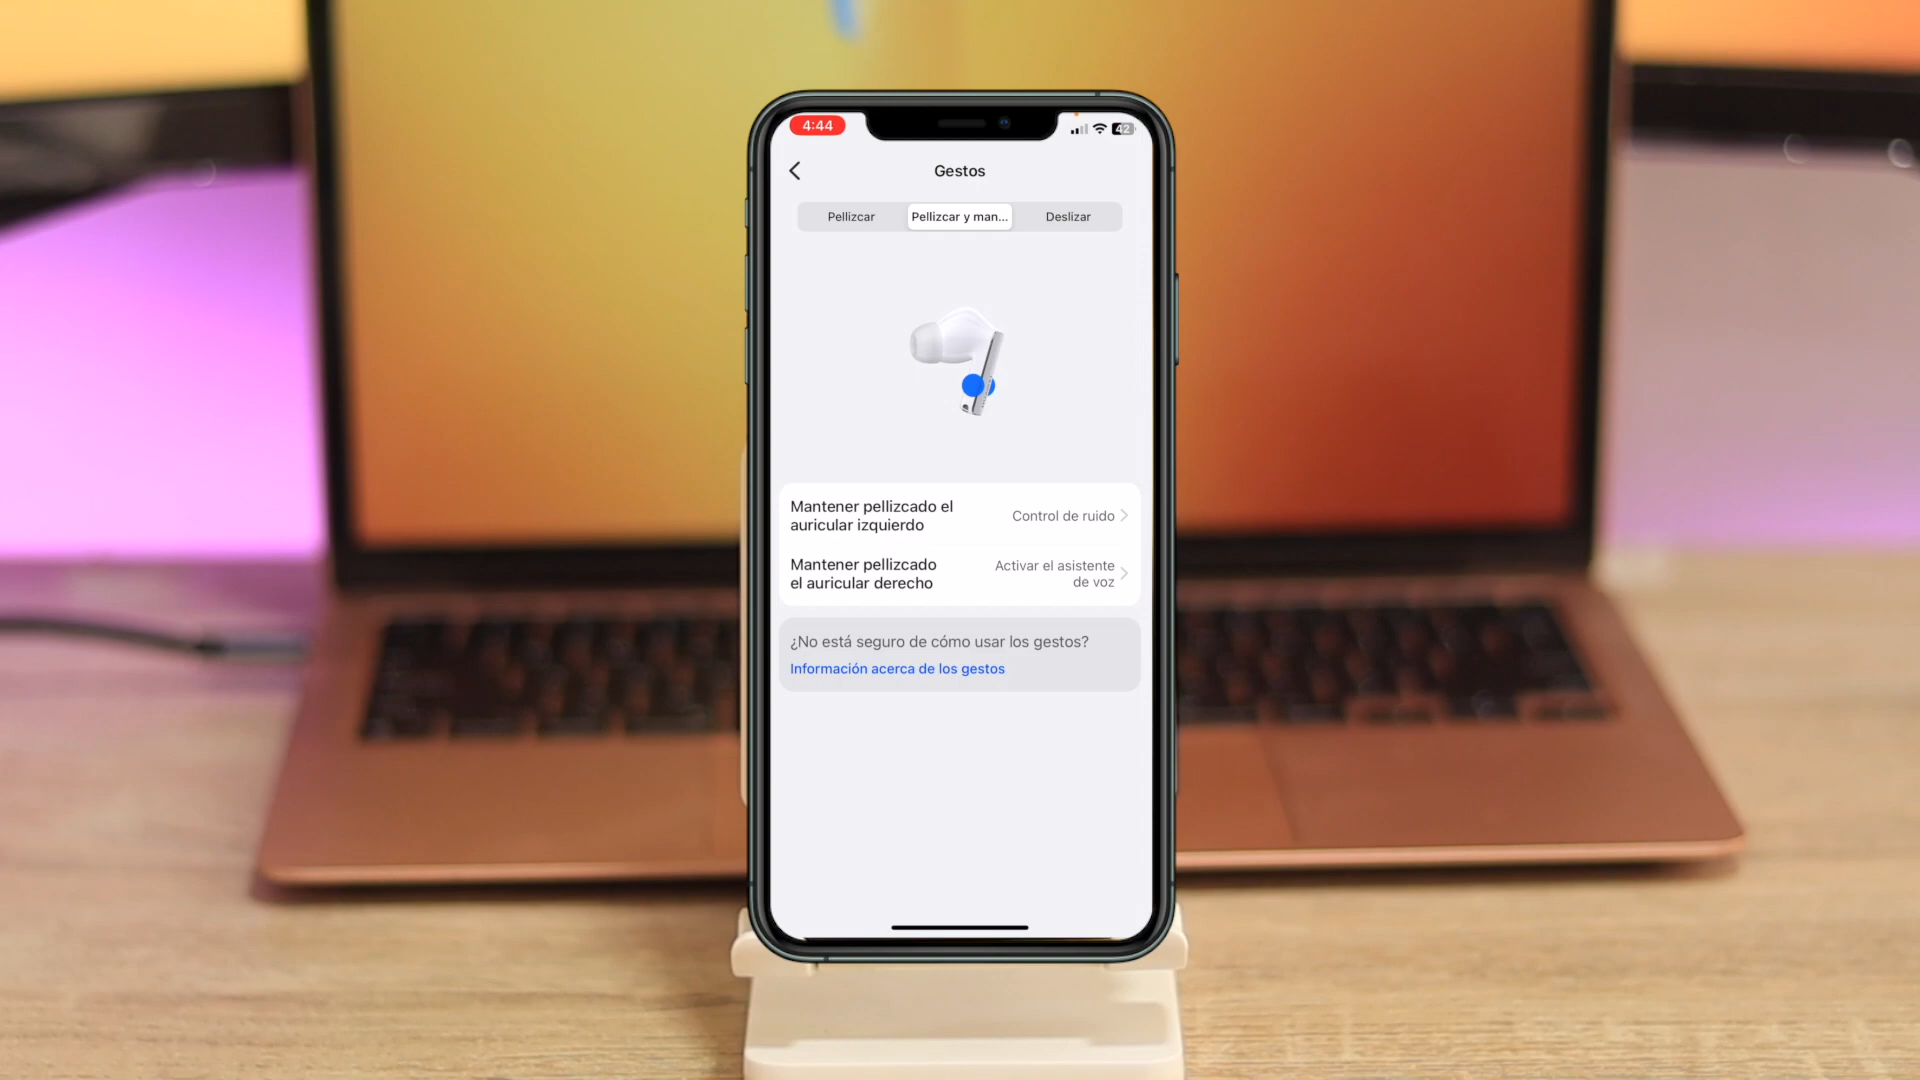 4:44
42
Gestos
Pellizcar
Pellizcar y man...
Deslizar
Mantener pellizcado el
auricular izquierdo
Control de ruido
Mantener pellizcado
el auricular derecho
Activar el asistente
de voz
¿No está seguro de cómo usar los gestos?
Información acerca de los gestos